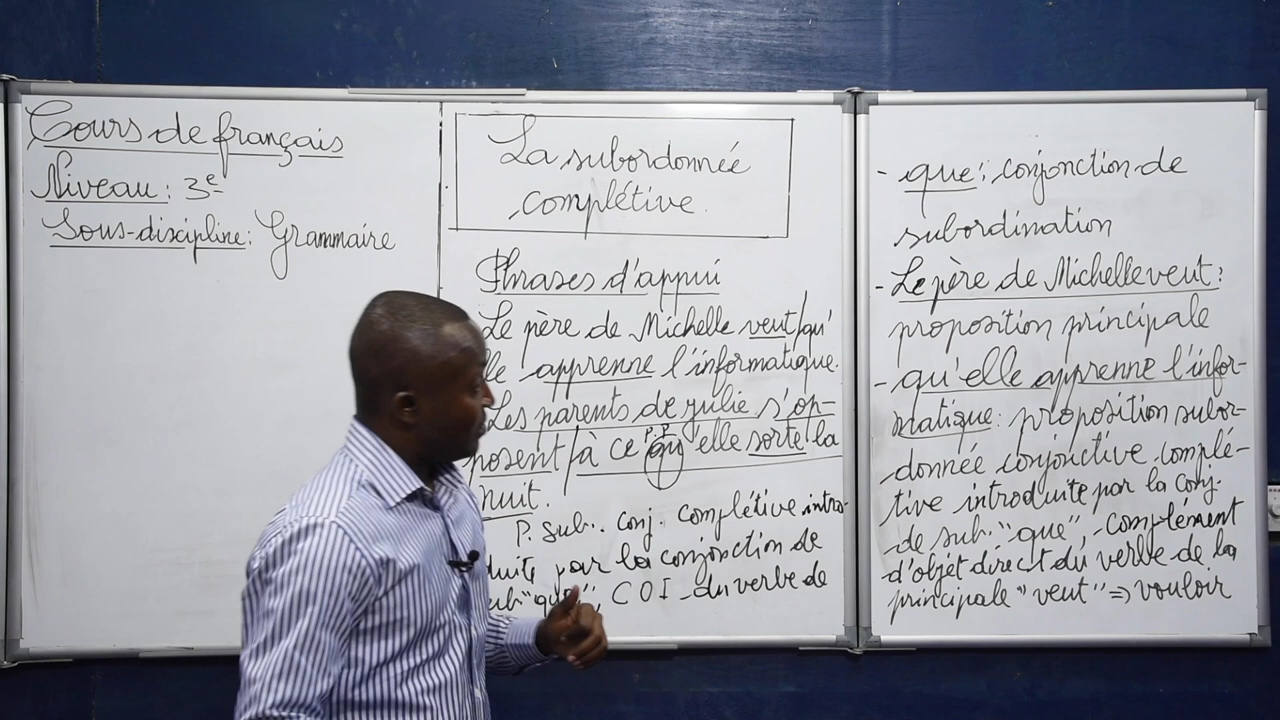 Cours de français
Niveau: 3e
Sous-discipline: Grammaire
La subordonnée
complétive.
Phrases d'appui
Le père de Michelle veut/qu'
lle apprenne l'informatique.
Les parents de Julie s'op-
posent/à ce qu'elle sorte la
P.P
nuit.
P. sub. conj. complétive intro-
duite par la conjonction de
sub "que", COI du verbe de
- que: conjonction de
subordination
- Le père de Michelle veut:
proposition principale
- qu'elle apprenne l'infor-
matique: proposition subor-
donnée conjonctive complé-
tive introduite par la conj.
de sub. "que", complément
d'objet direct du verbe de la
principale "veut" => vouloir